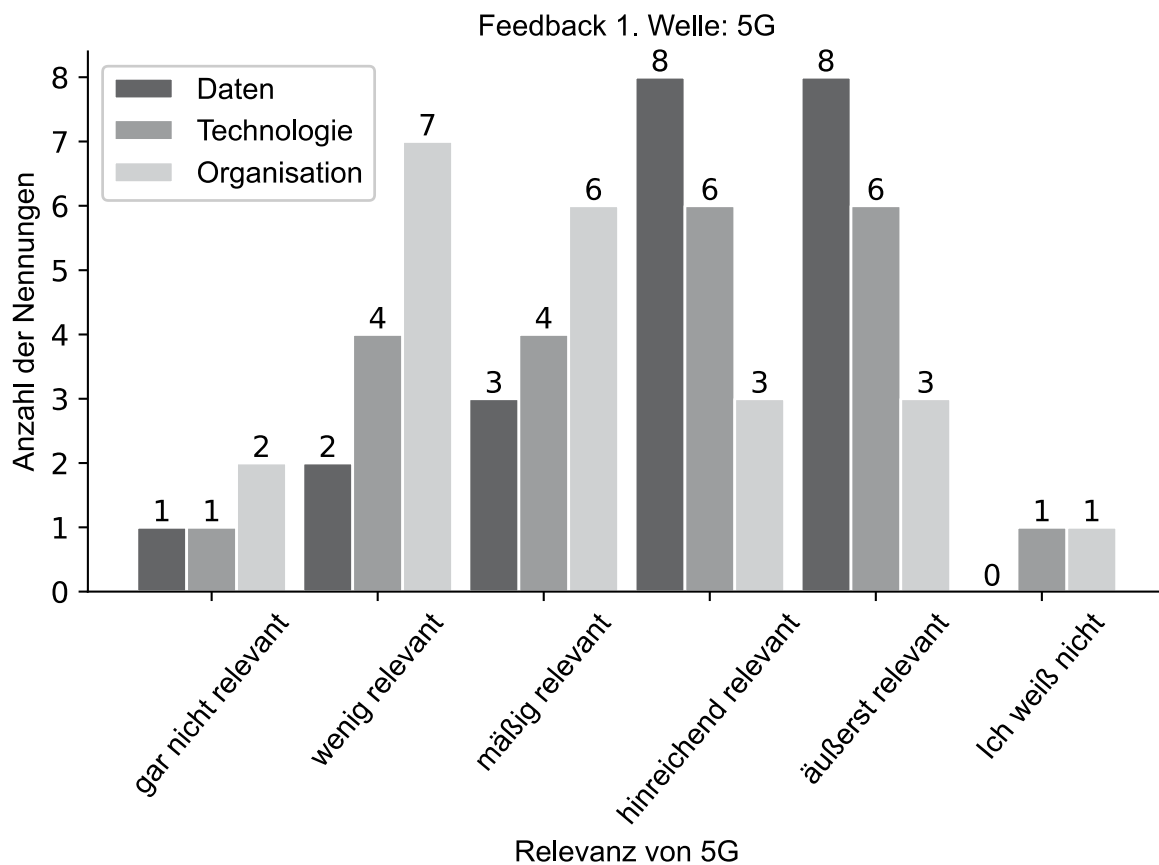 Feedback 1. Welle: 5G
Daten
Technologie
Organisation
Anzahl der Nennungen
8
7
6
5
4
3
2
1
0
1 1 2
2 4 7
3 4 6
8 6 3
8 6 3
0 1 1
gar nicht relevant
wenig relevant
mäßig relevant
hinreichend relevant
äußerst relevant
Ich weiß nicht
Relevanz von 5G